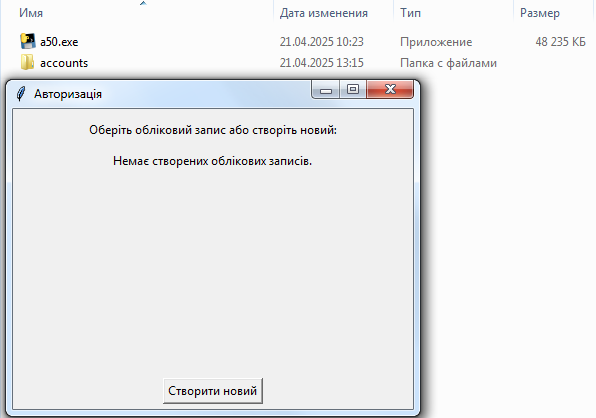 Имя Дата изменения Тип Размер
a50.exe 21.04.2025 10:23 Приложение 48 235 КБ
accounts 21.04.2025 13:15 Папка с файлами
Авторизація
Оберіть обліковий запис або створіть новий:
Немає створених облікових записів.
Створити новий